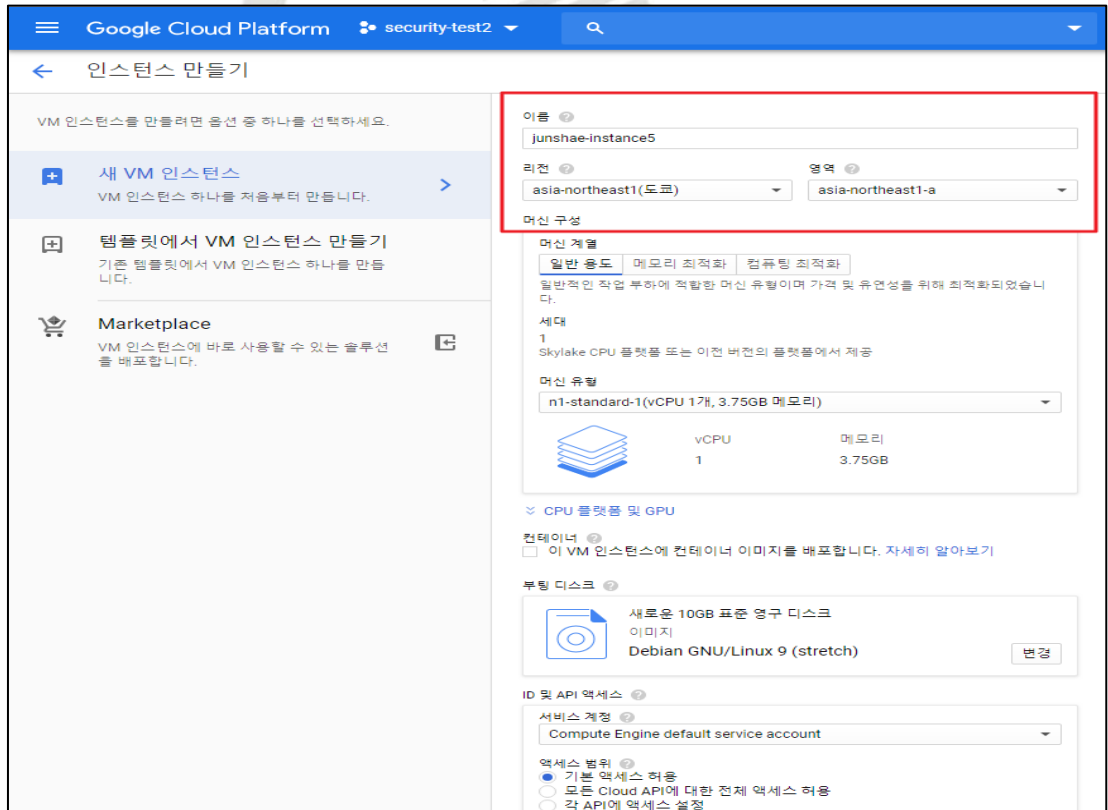 Google Cloud Platform
security-test2
인스턴스 만들기
VM 인스턴스를 만들려면 옵션 중 하나를 선택하세요.
새 VM 인스턴스
VM 인스턴스 하나를 처음부터 만듭니다.
템플릿에서 VM 인스턴스 만들기
기존 템플릿에서 VM 인스턴스 하나를 만듭
니다.
Marketplace
VM 인스턴스에 바로 사용할 수 있는 솔루션
을 배포합니다.
이름
junshae-instance5
리전 영역
asia-northeast1(도쿄) asia-northeast1-a
머신 구성
머신 계열
일반 용도 메모리 최적화 컴퓨팅 최적화
일반적인 작업 부하에 적합한 머신 유형이며 가격 및 유연성을 위해 최적화되었습니
다.
세대
1
Skylake CPU 플랫폼 또는 이전 버전의 플랫폼에서 제공
머신 유형
n1-standard-1(vCPU 1개, 3.75GB 메모리)
vCPU 메모리
1 3.75GB
CPU 플랫폼 및 GPU
컨테이너
이 VM 인스턴스에 컨테이너 이미지를 배포합니다. 자세히 알아보기
부팅 디스크
새로운 10GB 표준 영구 디스크
이미지
Debian GNU/Linux 9 (stretch)
변경
ID 및 API 액세스
서비스 계정
Compute Engine default service account
액세스 범위
기본 액세스 허용
모든 Cloud API에 대한 전체 액세스 허용
각 API에 액세스 설정